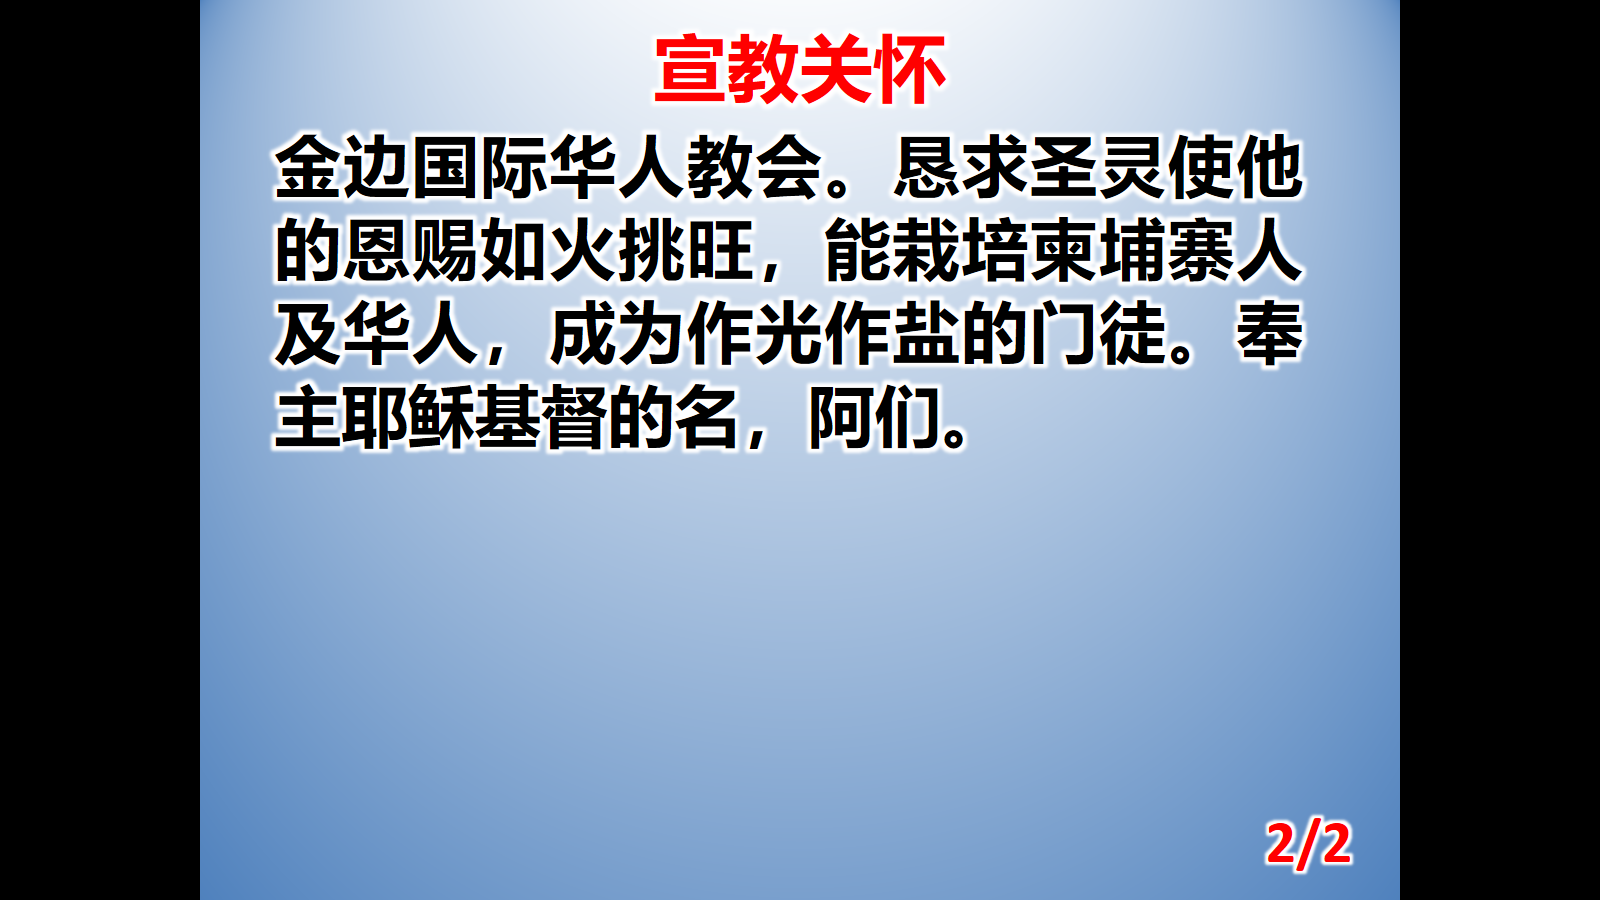 宣教关怀
金边国际华人教会。恳求圣灵使他
的恩赐如火挑旺，能栽培柬埔寨人
及华人，成为作光作盐的门徒。奉
主耶稣基督的名，阿们。
2/2